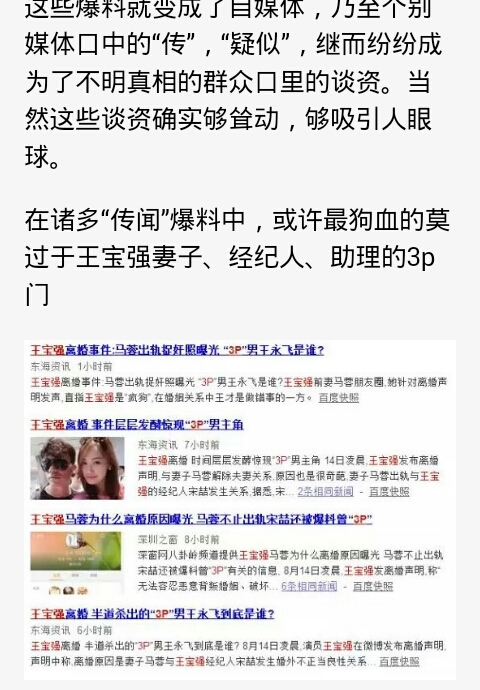 这些爆料就变成了自媒体，乃至个别
媒体口中的“传”，“疑似”，继而纷纷成
为了不明真相的群众口里的谈资。当
然这些谈资确实够耸动，够吸引人眼
球。
在诸多“传闻”爆料中，或许最狗血的莫
过于王宝强妻子、经纪人、助理的3p
门
王宝强离婚事件:马蓉出轨捉奸照曝光 “3P”男王永飞是谁?
东海资讯 1小时前
王宝强离婚事件:马蓉出轨捉奸照曝光 “3P”男王永飞是谁?王宝强前妻马蓉朋友圈,她针对离婚声
明发声,直指王宝强是“疯狗”,在婚姻关系中王才是做错事的一方。 百度快照
王宝强离婚 事件层层发酵惊现“3P”男主角
东海资讯 7小时前
王宝强离婚 时间层层发酵惊现“3P”男主角 14日凌晨,王宝强发布离婚
声明,与妻子马蓉解除夫妻关系,原因也是很奇葩,妻子马蓉出轨与王宝
强的经纪人宋喆发生关系,据悉,宋... 2条相同新闻 - 百度快照
王宝强马蓉为什么离婚原因曝光 马蓉不止出轨宋喆还被爆料曾“3P”
深圳之窗 8小时前
深窗网八卦岭频道提供王宝强马蓉为什么离婚原因曝光 马蓉不止出轨
宋喆还被爆料曾“3P”有关的信息, 8月14日凌晨,王宝强发离婚声明,称“
无法容忍恶意背叛婚姻、破坏... 6条相同新闻 - 百度快照
王宝强离婚 半道杀出的“3P”男王永飞到底是谁?
东海资讯 6小时前
王宝强离婚 半道杀出的“3P”男王永飞到底是谁? 8月14日凌晨,演员王宝强在微博发布离婚声明,
声明中称,离婚原因是妻子马蓉与王宝强经纪人宋喆发生婚外不正当良性关系... 百度快照